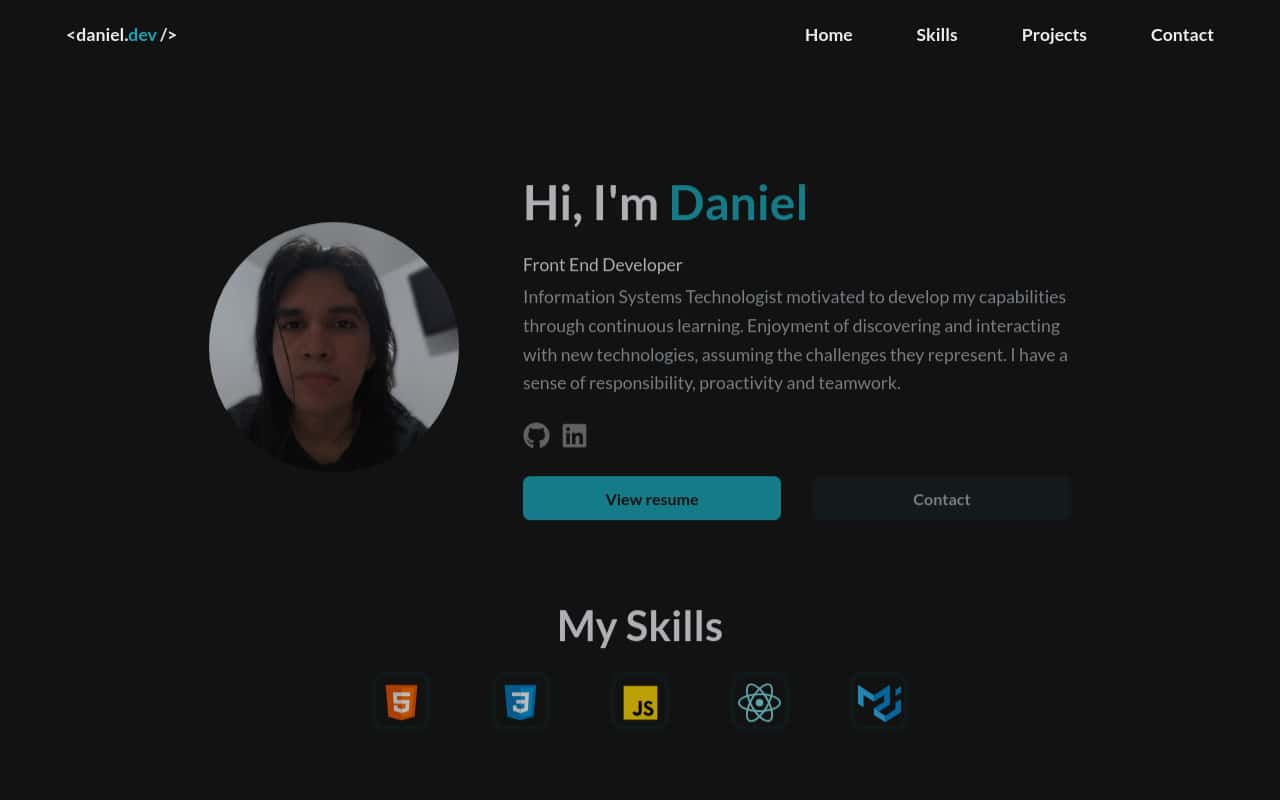 <daniel.dev />
Home
Skills
Projects
Contact
Hi, I'm Daniel
Front End Developer
Information Systems Technologist motivated to develop my capabilities
through continuous learning. Enjoyment of discovering and interacting
with new technologies, assuming the challenges they represent. I have a
sense of responsibility, proactivity and teamwork.
in
View resume
Contact
My Skills
5
3
JS